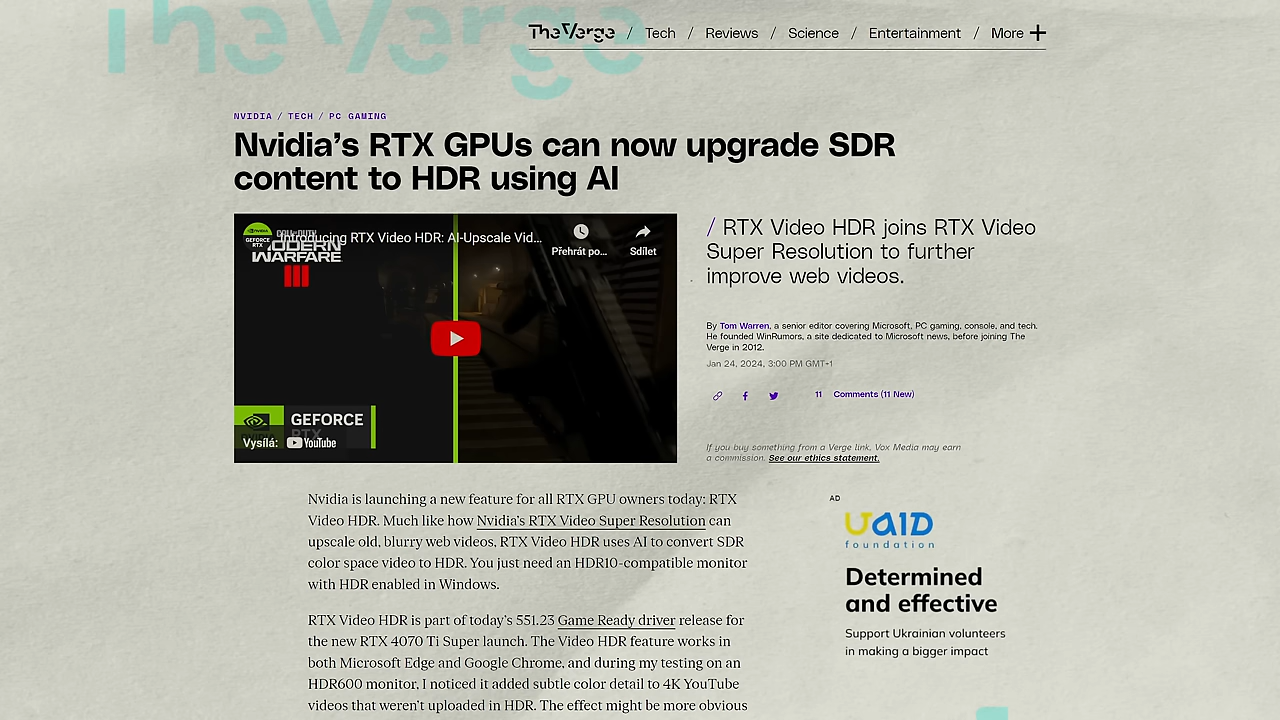 The Verge
The Verge / Tech / Reviews / Science / Entertainment / More +
NVIDIA / TECH / PC GAMING
Nvidia’s RTX GPUs can now upgrade SDR
content to HDR using AI
NVIDIA
GEFORCE
RTX
CALL OF DUTY
MODERN
WARFARE
III
Introducing RTX Video HDR: AI-Upscale Vid…
Přehrát po…
Sdílet
GEFORCE
RTX
Vysílá: YouTube
/ RTX Video HDR joins RTX Video
Super Resolution to further
improve web videos.
By Tom Warren, a senior editor covering Microsoft, PC gaming, console, and tech.
He founded WinRumors, a site dedicated to Microsoft news, before joining The
Verge in 2012.
Jan 24, 2024, 3:00 PM GMT+1
11 Comments (11 New)
If you buy something from a Verge link, Vox Media may earn
a commission. See our ethics statement.
Nvidia is launching a new feature for all RTX GPU owners today: RTX
Video HDR. Much like how Nvidia’s RTX Video Super Resolution can
upscale old, blurry web videos, RTX Video HDR uses AI to convert SDR
color space video to HDR. You just need an HDR10-compatible monitor
with HDR enabled in Windows.
RTX Video HDR is part of today’s 551.23 Game Ready driver release for
the new RTX 4070 Ti Super launch. The Video HDR feature works in
both Microsoft Edge and Google Chrome, and during my testing on an
HDR600 monitor, I noticed it added subtle color detail to 4K YouTube
videos that weren’t uploaded in HDR. The effect might be more obvious
AD
UAID
foundation
Determined
and effective
Support Ukrainian volunteers
in making a bigger impact